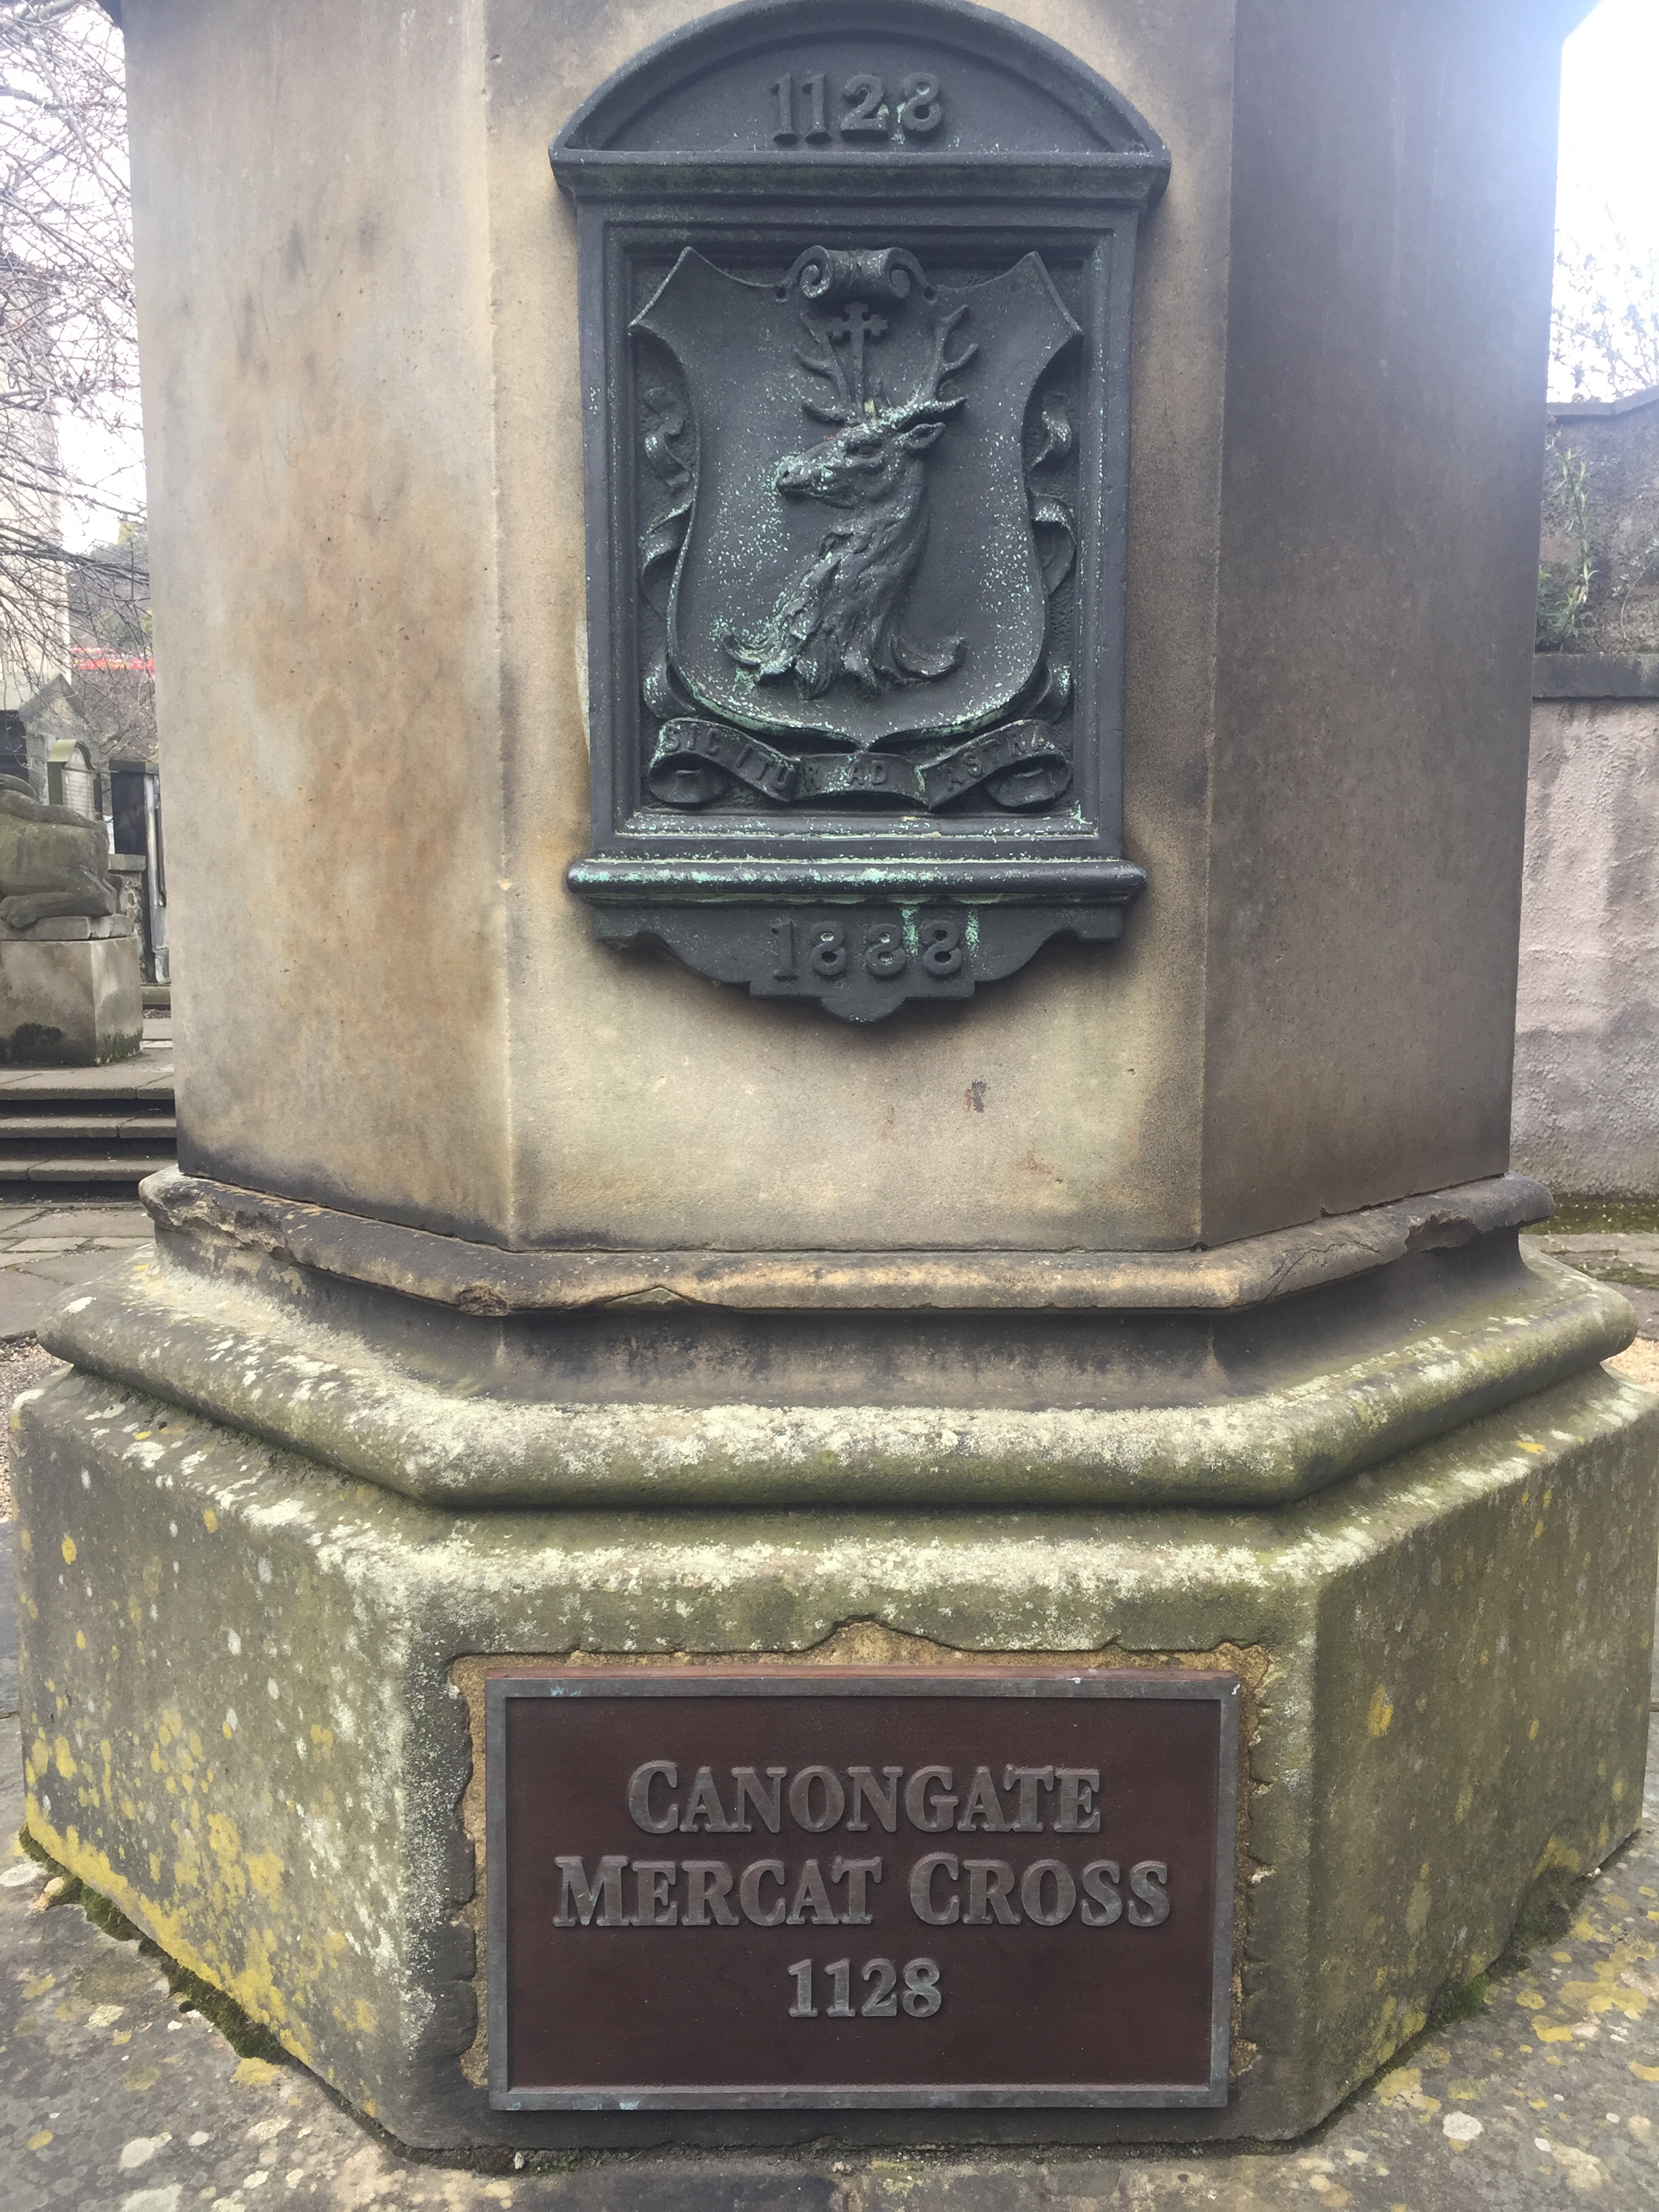 1128
SIC ITUR AD ASTRA
1888
CANONGATE
MERCAT CROSS
1128